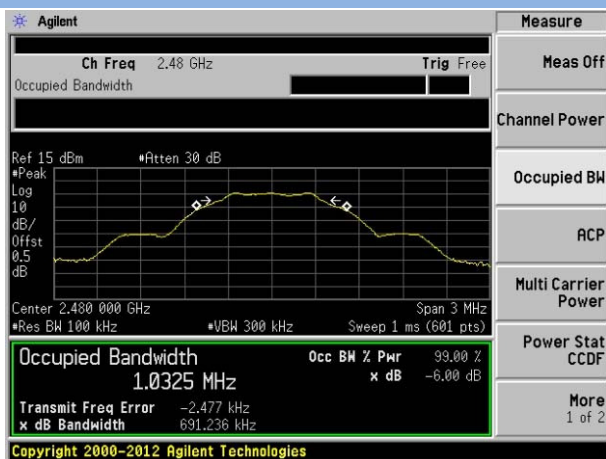 Agilent
Measure
Ch Freq 2.48 GHz Trig Free
Occupied Bandwidth
Meas Off
Channel Power
Occupied BW
ACP
Multi Carrier
Power
Power Stat
CCDF
More
1 of 2
Ref 15 dBm #Atten 30 dB
#Peak
Log
10
dB/
Offst
0.5
dB
Center 2.480 000 GHz Span 3 MHz
#Res BW 100 kHz #VBW 300 kHz Sweep 1 ms (601 pts)
Occupied Bandwidth Occ BW % Pwr 99.00 %
1.0325 MHz x dB -6.00 dB
Transmit Freq Error -2.477 kHz
x dB Bandwidth 691.236 kHz
Copyright 2000-2012 Agilent Technologies